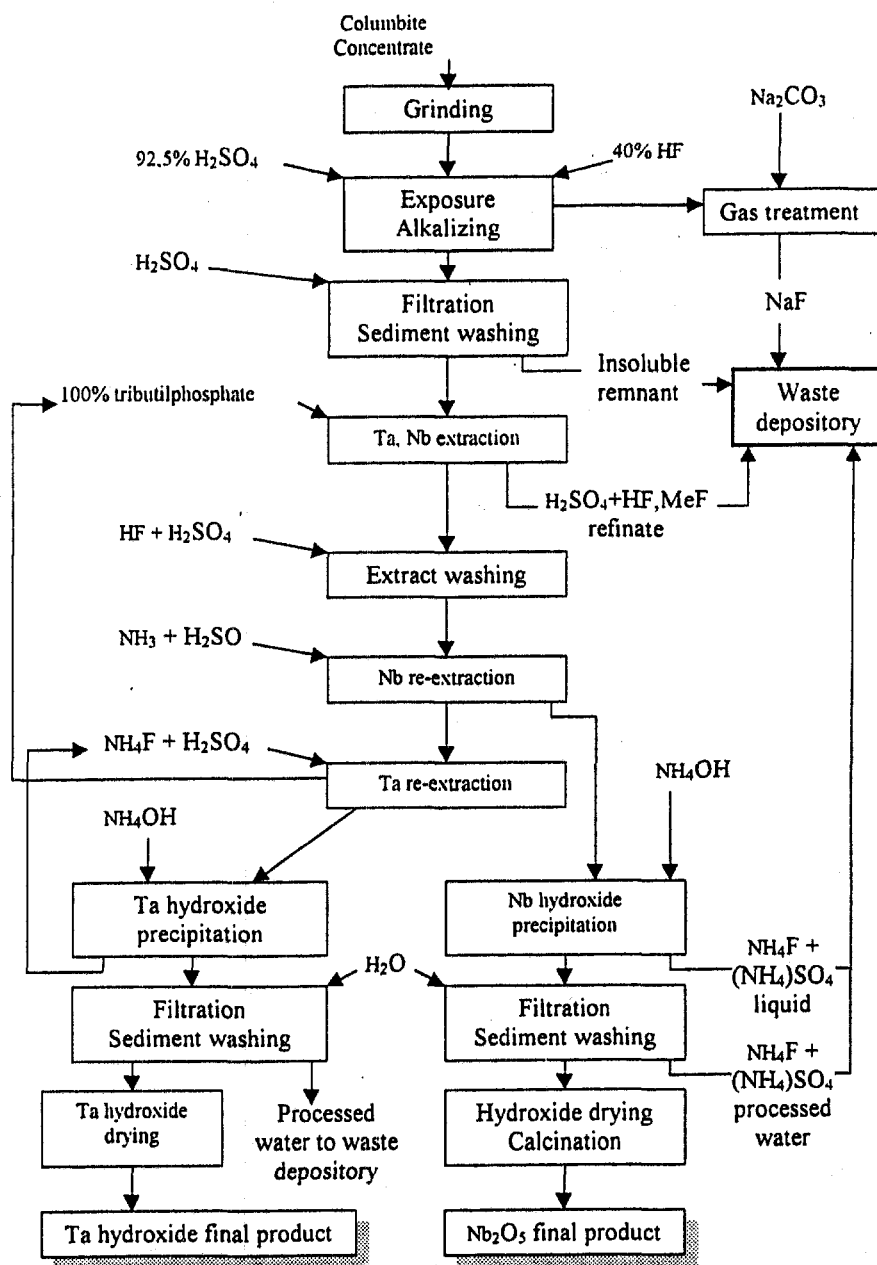 Columbite
Concentrate
Grinding
Na₂CO₃
92,5% H₂SO₄
40% HF
Exposure
Alkalizing
Gas treatment
H₂SO₄
Filtration
Sediment washing
NaF
Insoluble
remnant
Waste
depository
100% tributilphosphate
Ta, Nb extraction
H₂SO₄+HF,MeF
refinate
HF + H₂SO₄
Extract washing
NH₃ + H₂SO
Nb re-extraction
NH₄F + H₂SO₄
Ta re-extraction
NH₄OH
NH₄OH
Ta hydroxide
precipitation
Nb hydroxide
precipitation
NH₄F +
(NH₄)SO₄
liquid
H₂O
Filtration
Sediment washing
Filtration
Sediment washing
NH₄F +
(NH₄)SO₄
processed
water
Ta hydroxide
drying
Processed
water to waste
depository
Hydroxide drying
Calcination
Ta hydroxide final product
Nb₂O₅ final product